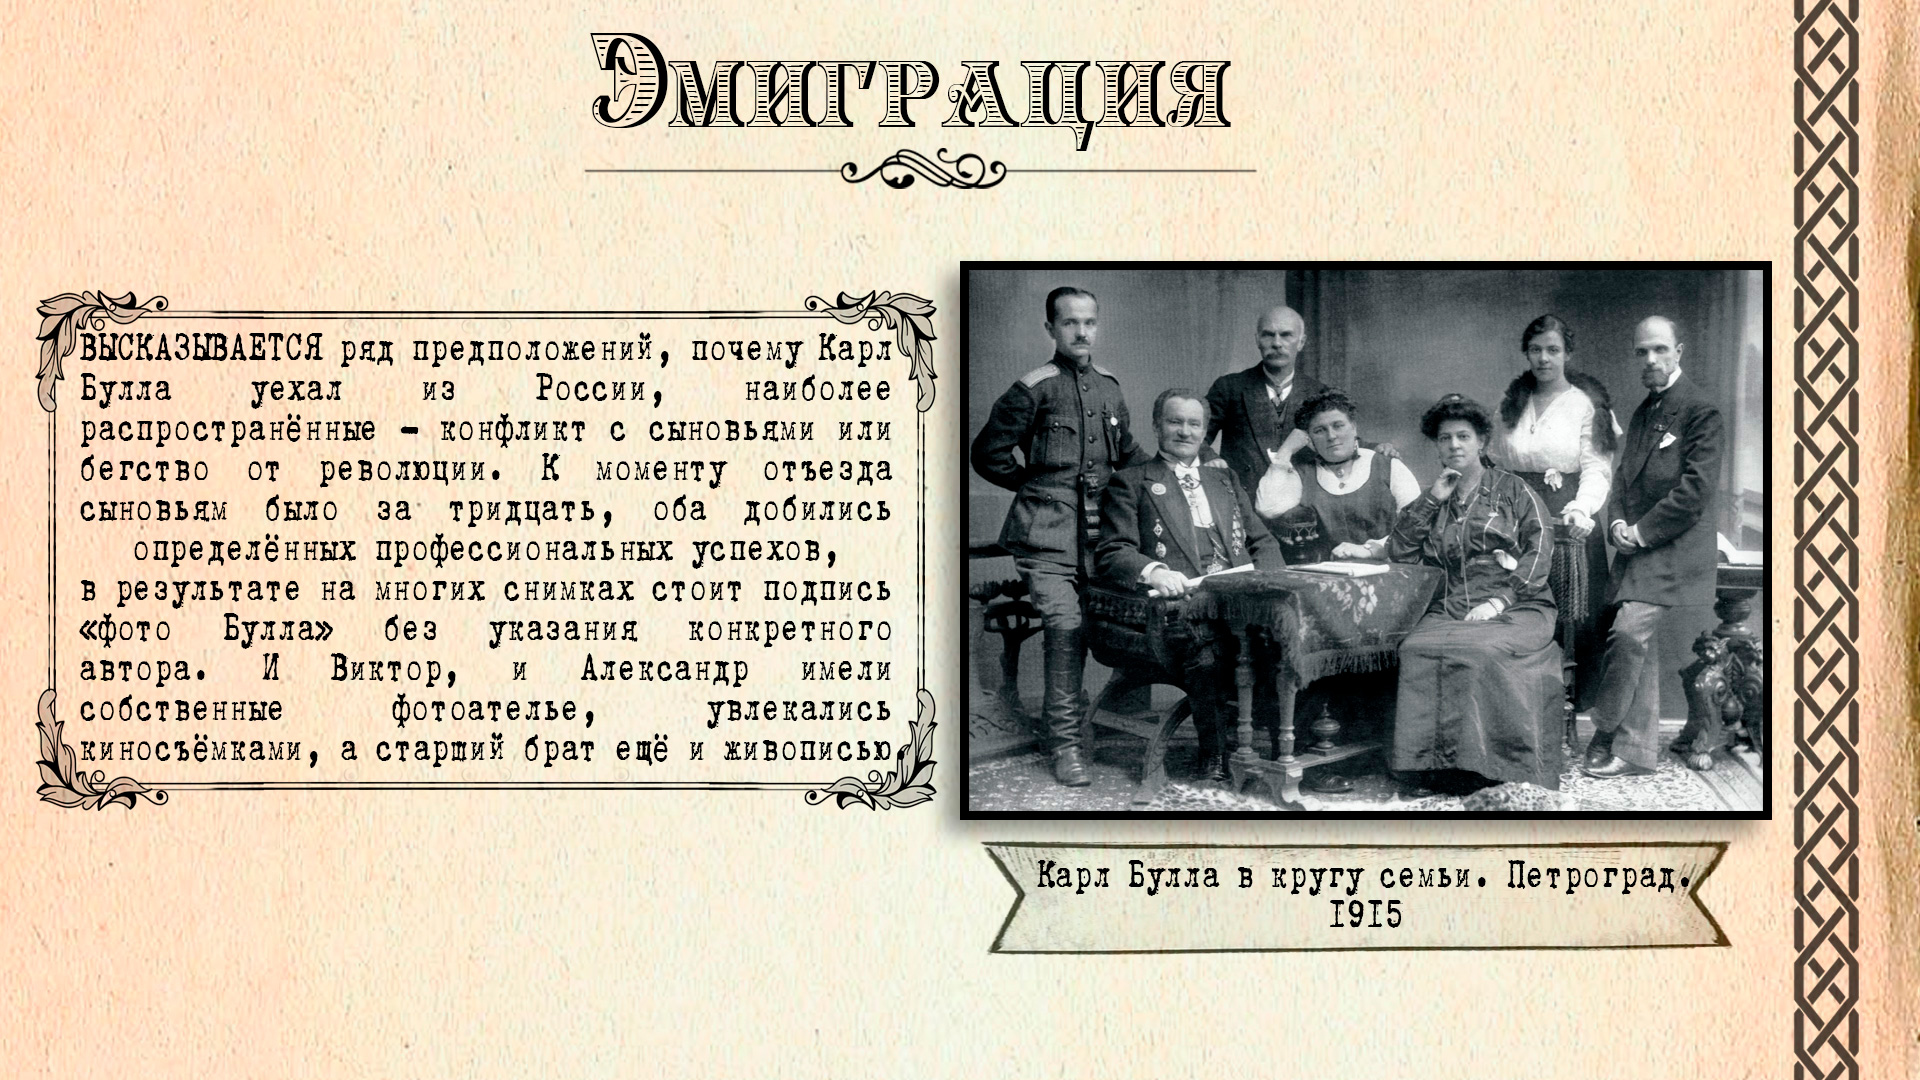 Эмиграция
ВЫСКАЗЫВАЕТСЯ ряд предположений, почему Карл
Булла уехал из России, наиболее
распространённые – конфликт с сыновьями или
бегство от революции. К моменту отъезда
сыновьям было за тридцать, оба добились
определённых профессиональных успехов,
в результате на многих снимках стоит подпись
«фото Булла» без указания конкретного
автора. И Виктор, и Александр имели
собственные фотоателье, увлекались
киносъёмками, а старший брат ещё и живописью.
Карл Булла в кругу семьи. Петроград.
1915